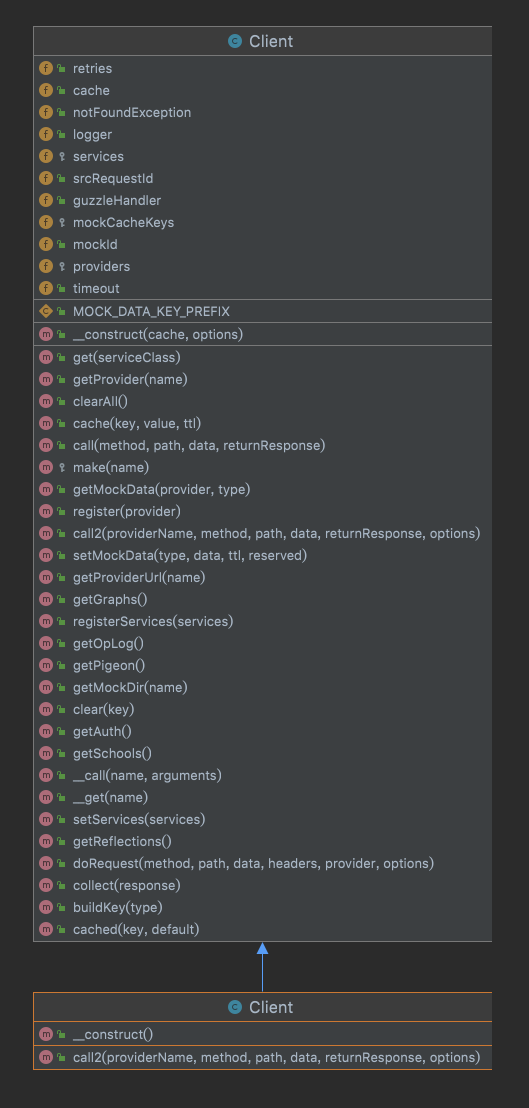 Client
retries
cache
notFoundException
logger
services
srcRequestId
guzzleHandler
mockCacheKeys
mockId
providers
timeout
MOCK_DATA_KEY_PREFIX
__construct(cache, options)
get(serviceClass)
getProvider(name)
clearAll()
cache(key, value, ttl)
call(method, path, data, returnResponse)
make(name)
getMockData(provider, type)
register(provider)
call2(providerName, method, path, data, returnResponse, options)
setMockData(type, data, ttl, reserved)
getProviderUrl(name)
getGraphs()
registerServices(services)
getOpLog()
getPigeon()
getMockDir(name)
clear(key)
getAuth()
getSchools()
__call(name, arguments)
__get(name)
setServices(services)
getReflections()
doRequest(method, path, data, headers, provider, options)
collect(response)
buildKey(type)
cached(key, default)
Client
__construct()
call2(providerName, method, path, data, returnResponse, options)